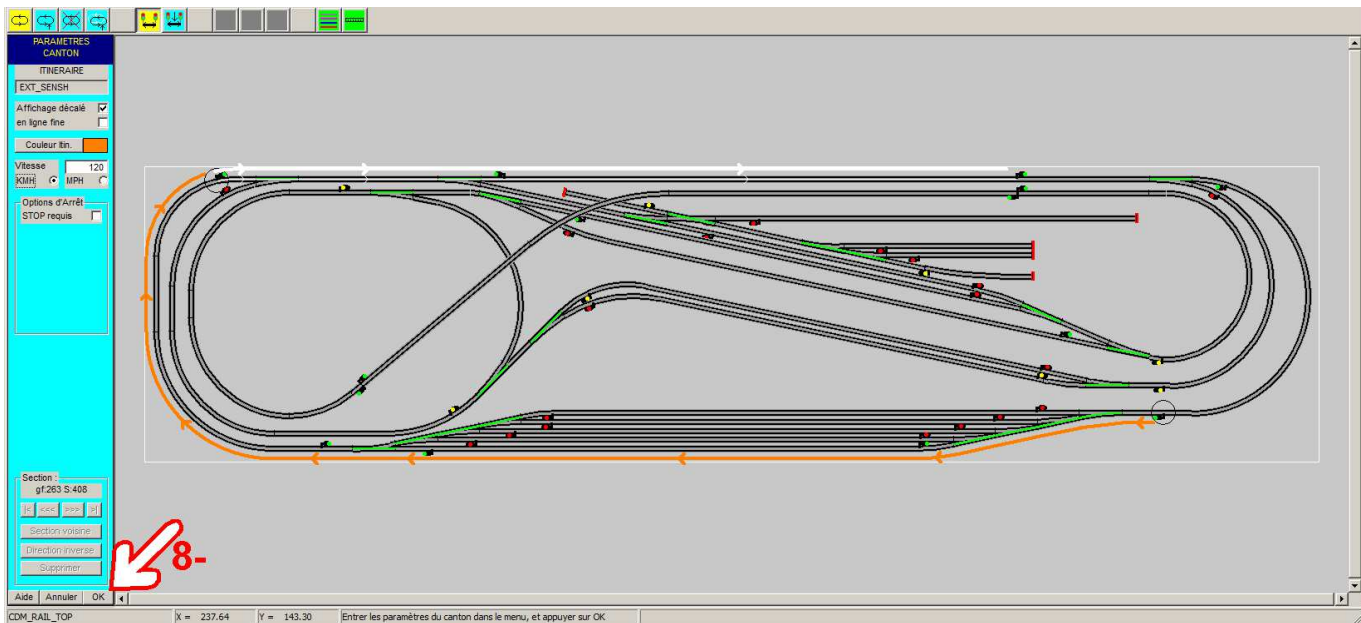 PARAMETRES
CANTON
ITINERAIRE
EXT_SENSH
Affichage décalé
en ligne fine
Couleur Itin.
Vitesse 120
KMH MPH
Options d'Arrêt
STOP requis
Section :
gf:263 S:408
|< <<< >>> >|
Section voisine
Direction inverse
Supprimer
8-
Aide Annuler OK
CDM_RAIL_TOP X = 237.64 Y = 143.30 Entrer les paramètres du canton dans le menu, et appuyer sur OK